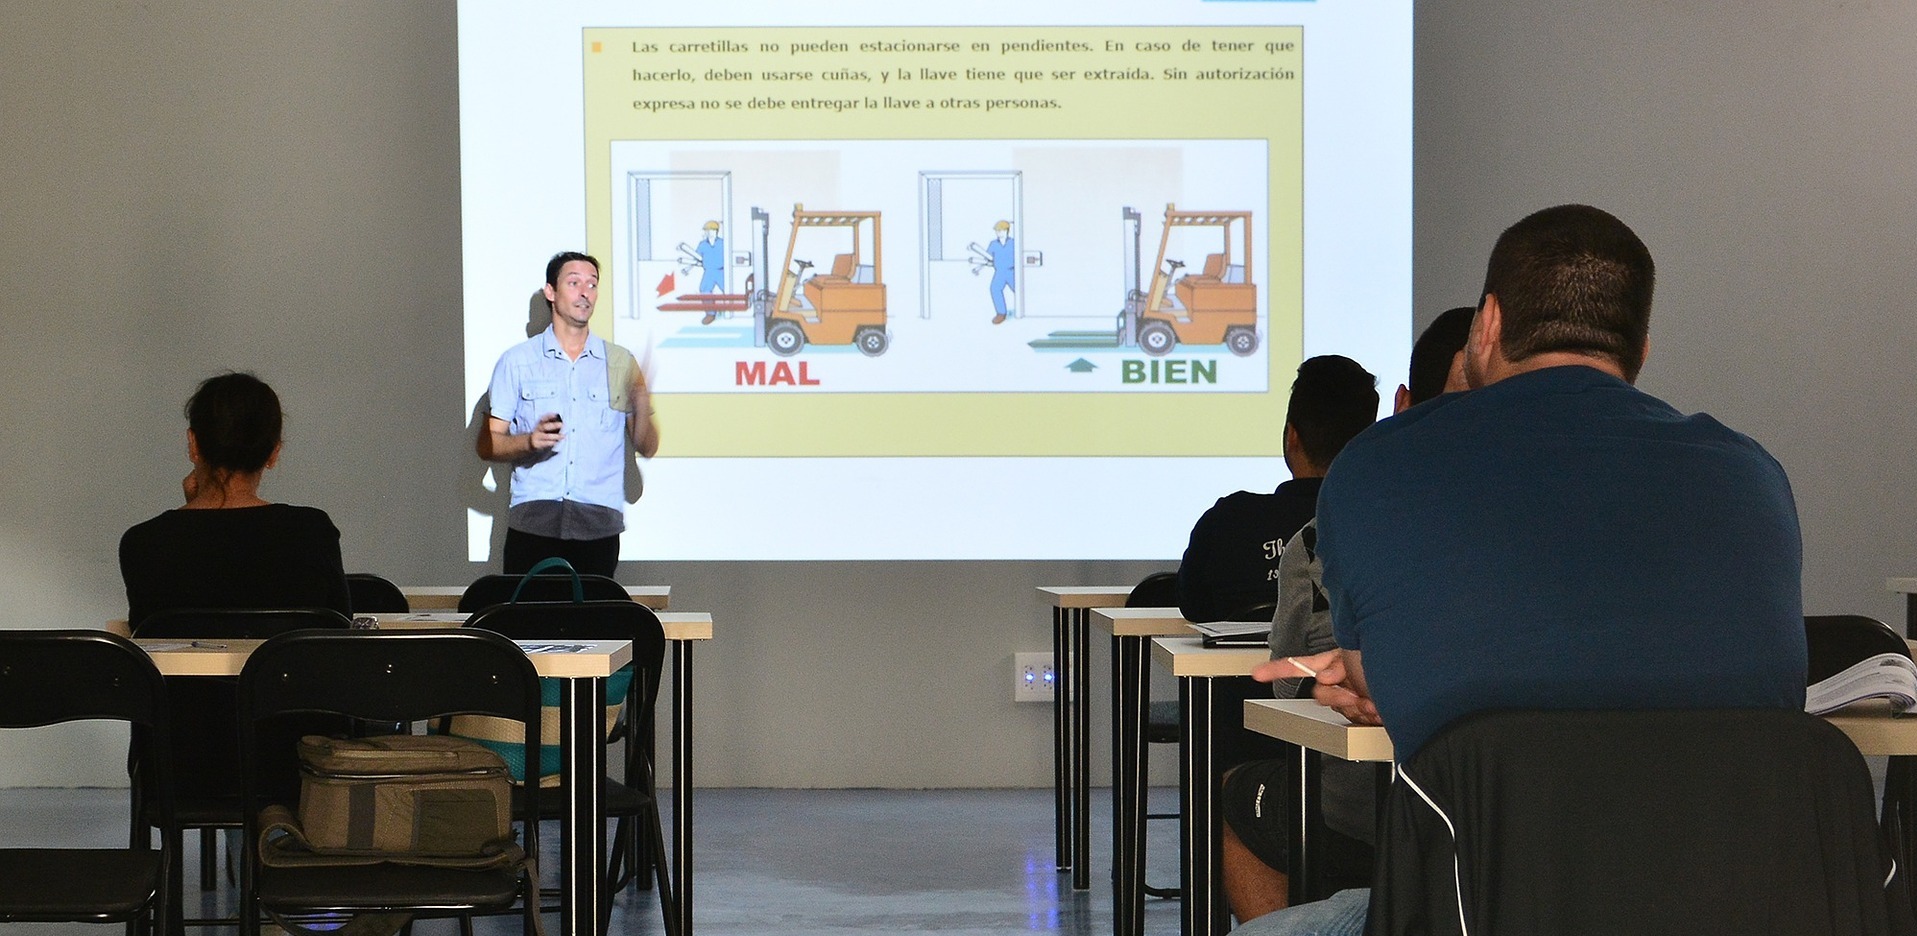 Las carretillas no pueden estacionarse en pendientes. En caso de tener que
hacerlo, deben usarse cuñas, y la llave tiene que ser extraída. Sin autorización
expresa no se debe entregar la llave a otras personas.
MAL
BIEN